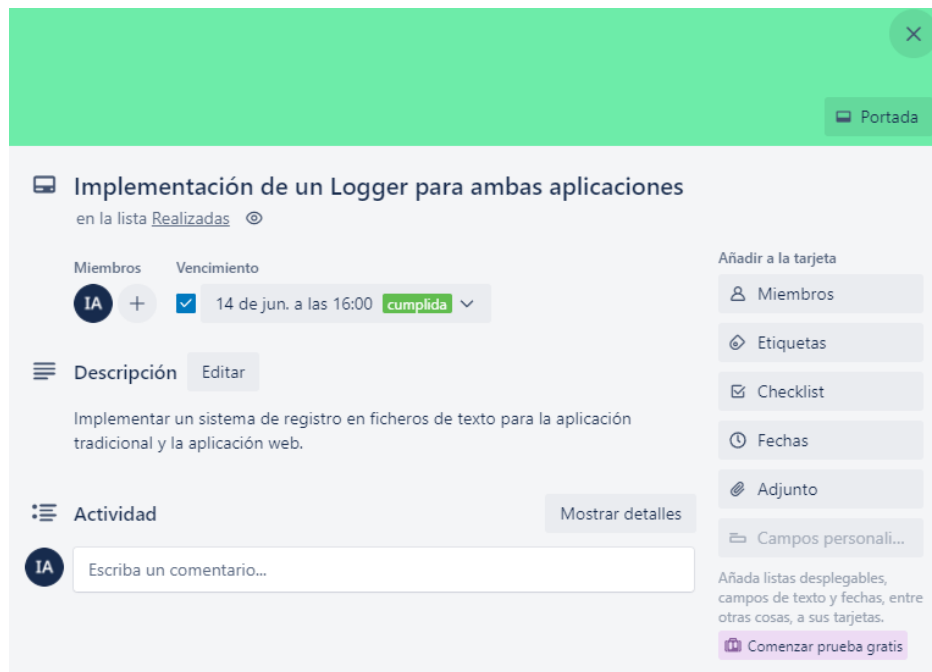 Portada
Implementación de un Logger para ambas aplicaciones
en la lista Realizadas
Miembros
Vencimiento
IA
14 de jun. a las 16:00 cumplida
Descripción
Editar
Implementar un sistema de registro en ficheros de texto para la aplicación
tradicional y la aplicación web.
Actividad
Mostrar detalles
IA
Escriba un comentario...
Añadir a la tarjeta
Miembros
Etiquetas
Checklist
Fechas
Adjunto
Campos personali...
Añada listas desplegables,
campos de texto y fechas, entre
otras cosas, a sus tarjetas.
Comenzar prueba gratis